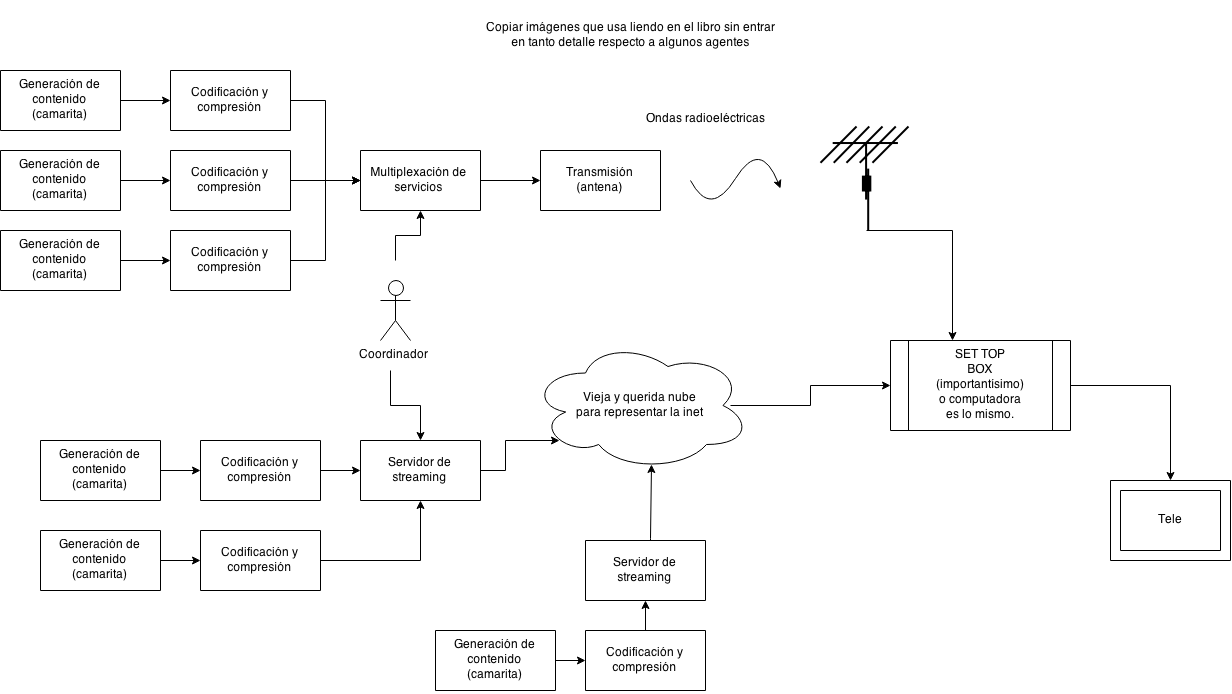 Copiar imágenes que usa liendo en el libro sin entrar
en tanto detalle respecto a algunos agentes
Generación de
contenido
(camarita)
Codificación y
compresión
Generación de
contenido
(camarita)
Codificación y
compresión
Generación de
contenido
(camarita)
Codificación y
compresión
Multiplexación de
servicios
Transmisión
(antena)
Ondas radioeléctricas
Coordinador
Vieja y querida nube
para representar la inet
SET TOP
BOX
(importantísimo)
o computadora
es lo mismo.
Tele
Generación de
contenido
(camarita)
Codificación y
compresión
Servidor de
streaming
Generación de
contenido
(camarita)
Codificación y
compresión
Servidor de
streaming
Generación de
contenido
(camarita)
Codificación y
compresión